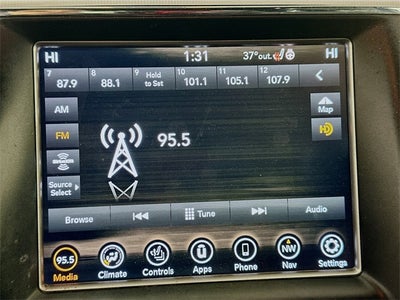 HI 1:31 37°out. HI
7 8 9 10 11 12
87.9 88.1 Hold to Set 101.1 105.1 107.9
AM
Map
FM
95.5
HD
Source Select
Browse Tune Audio
95.5 NW
Media Climate Controls Apps Phone Nav Settings